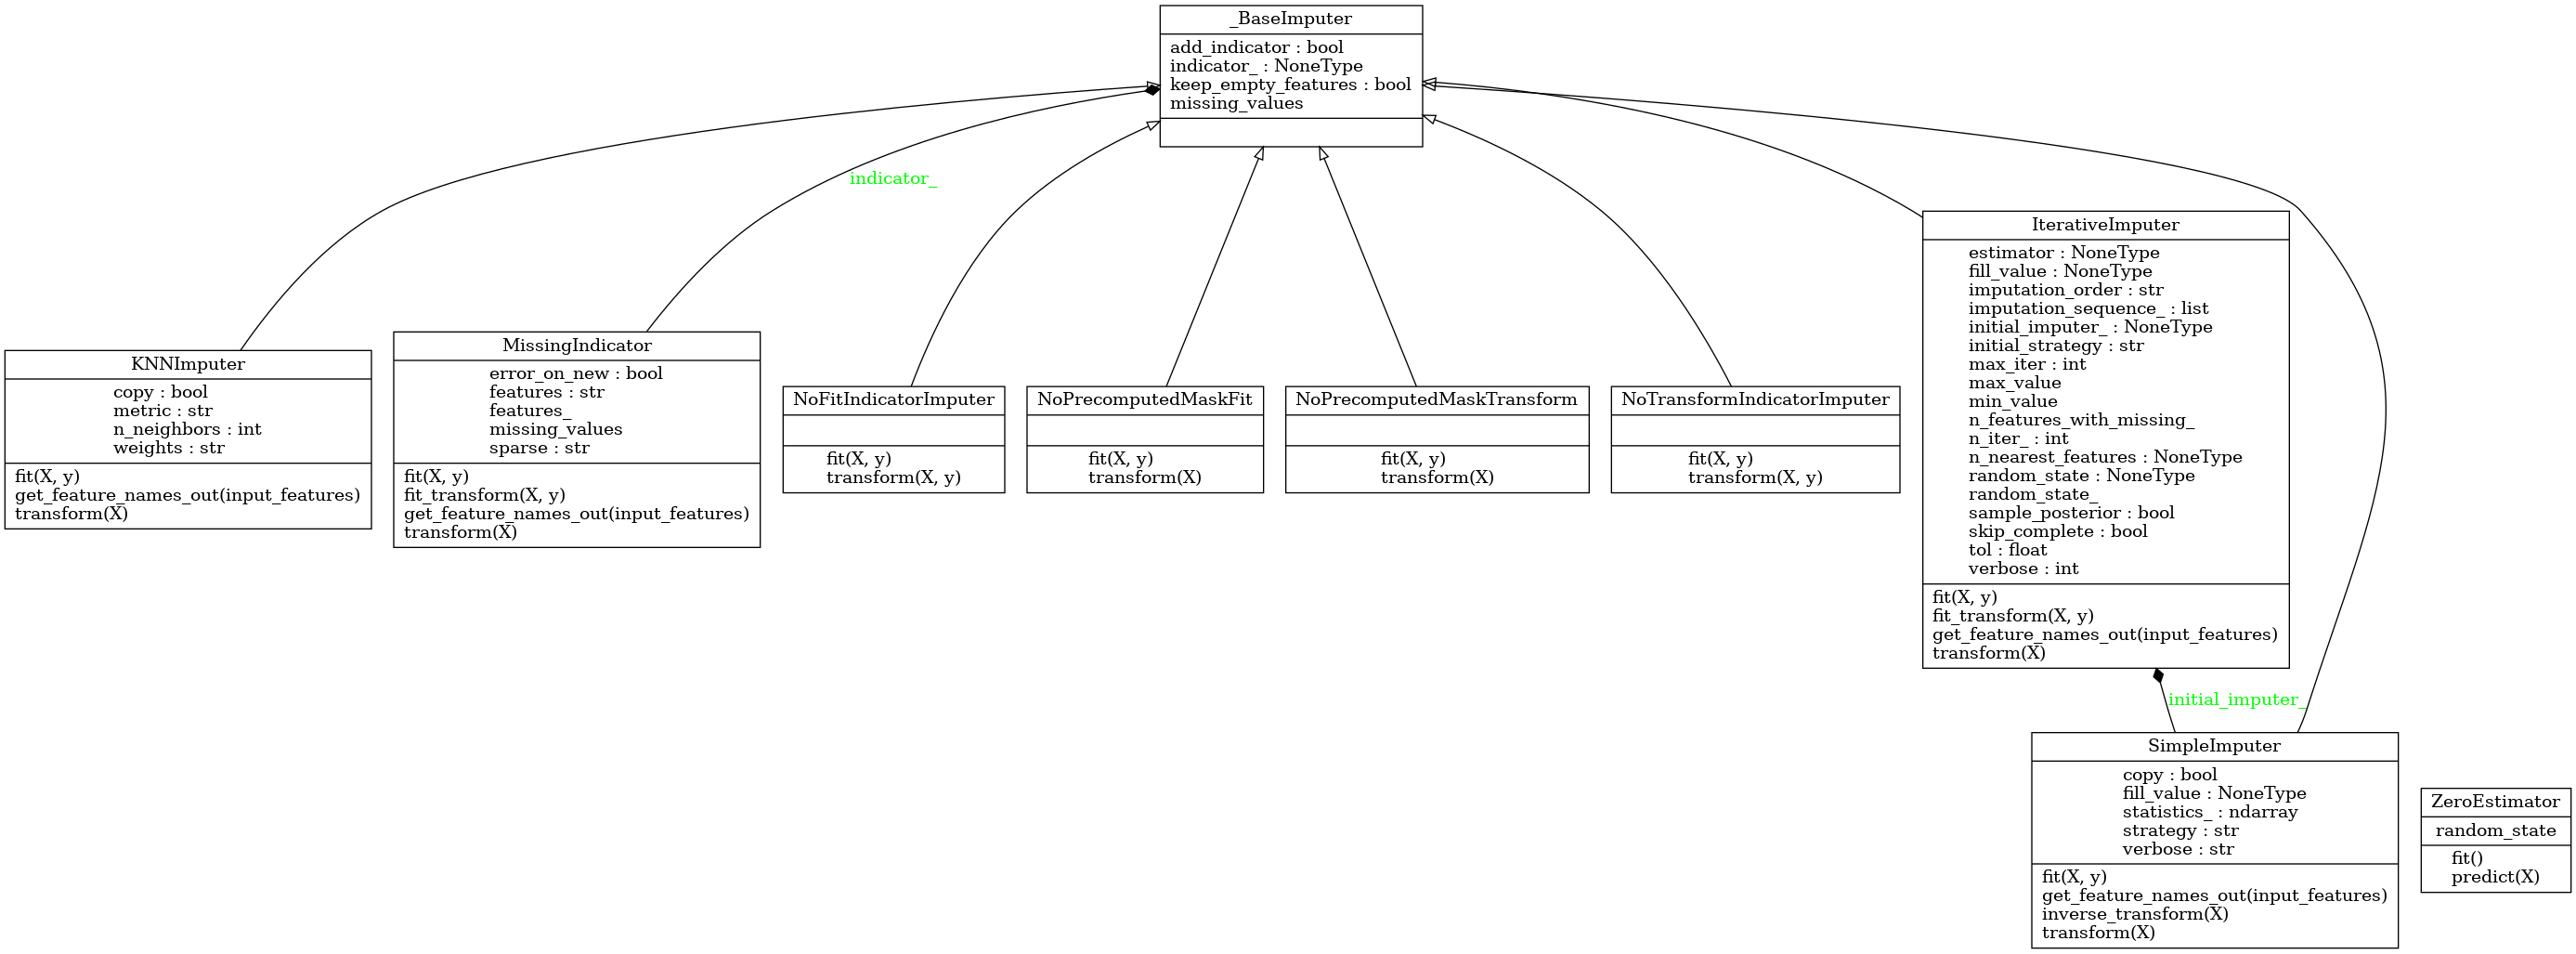 _BaseImputer
add_indicator : bool
indicator_ : NoneType
keep_empty_features : bool
missing_values
indicator_
KNNImputer
copy : bool
metric : str
n_neighbors : int
weights : str
fit(X, y)
get_feature_names_out(input_features)
transform(X)
MissingIndicator
error_on_new : bool
features : str
features_
missing_values
sparse : str
fit(X, y)
fit_transform(X, y)
get_feature_names_out(input_features)
transform(X)
NoFitIndicatorImputer
fit(X, y)
transform(X, y)
NoPrecomputedMaskFit
fit(X, y)
transform(X)
NoPrecomputedMaskTransform
fit(X, y)
transform(X)
NoTransformIndicatorImputer
fit(X, y)
transform(X, y)
IterativeImputer
estimator : NoneType
fill_value : NoneType
imputation_order : str
imputation_sequence_ : list
initial_imputer_ : NoneType
initial_strategy : str
max_iter : int
max_value
min_value
n_features_with_missing_
n_iter_ : int
n_nearest_features : NoneType
random_state : NoneType
random_state_
sample_posterior : bool
skip_complete : bool
tol : float
verbose : int
fit(X, y)
fit_transform(X, y)
get_feature_names_out(input_features)
transform(X)
initial_imputer_
SimpleImputer
copy : bool
fill_value : NoneType
statistics_ : ndarray
strategy : str
verbose : str
fit(X, y)
get_feature_names_out(input_features)
inverse_transform(X)
transform(X)
ZeroEstimator
random_state
fit()
predict(X)